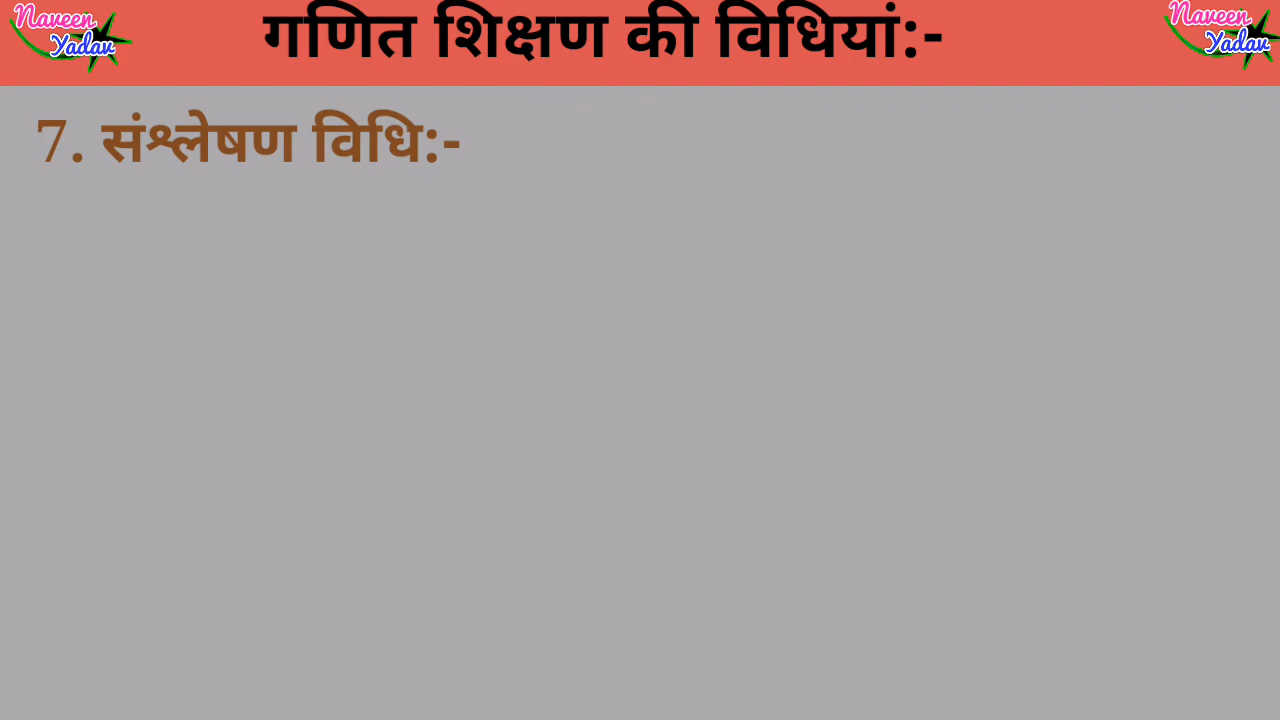 Naveen
Yadav
गणित शिक्षण की विधियां:-
Naveen
Yadav
7. संश्लेषण विधि:-